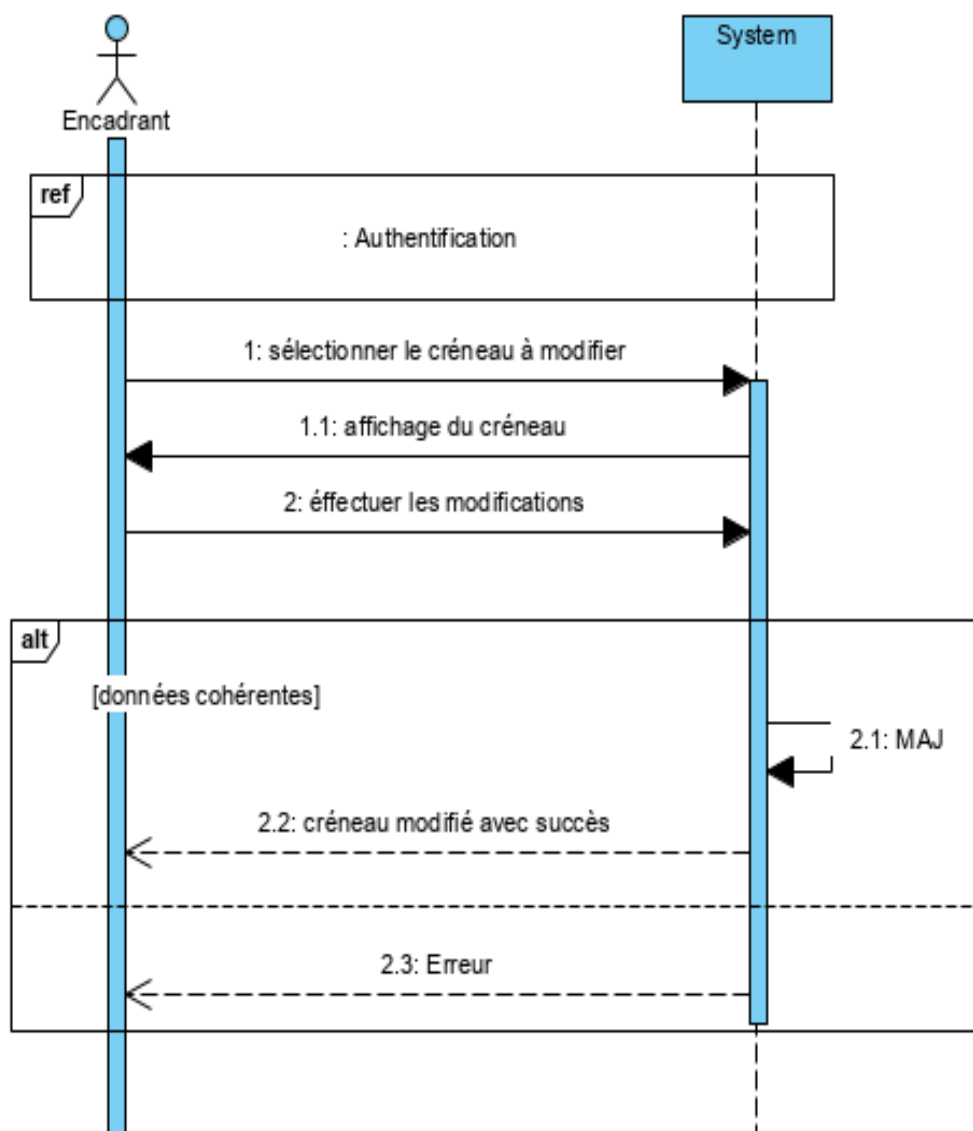 System
Encadrant
ref
: Authentification
1: sélectionner le créneau à modifier
1.1: affichage du créneau
2: éffectuer les modifications
alt
[données cohérentes]
2.1: MAJ
2.2: créneau modifié avec succès
2.3: Erreur